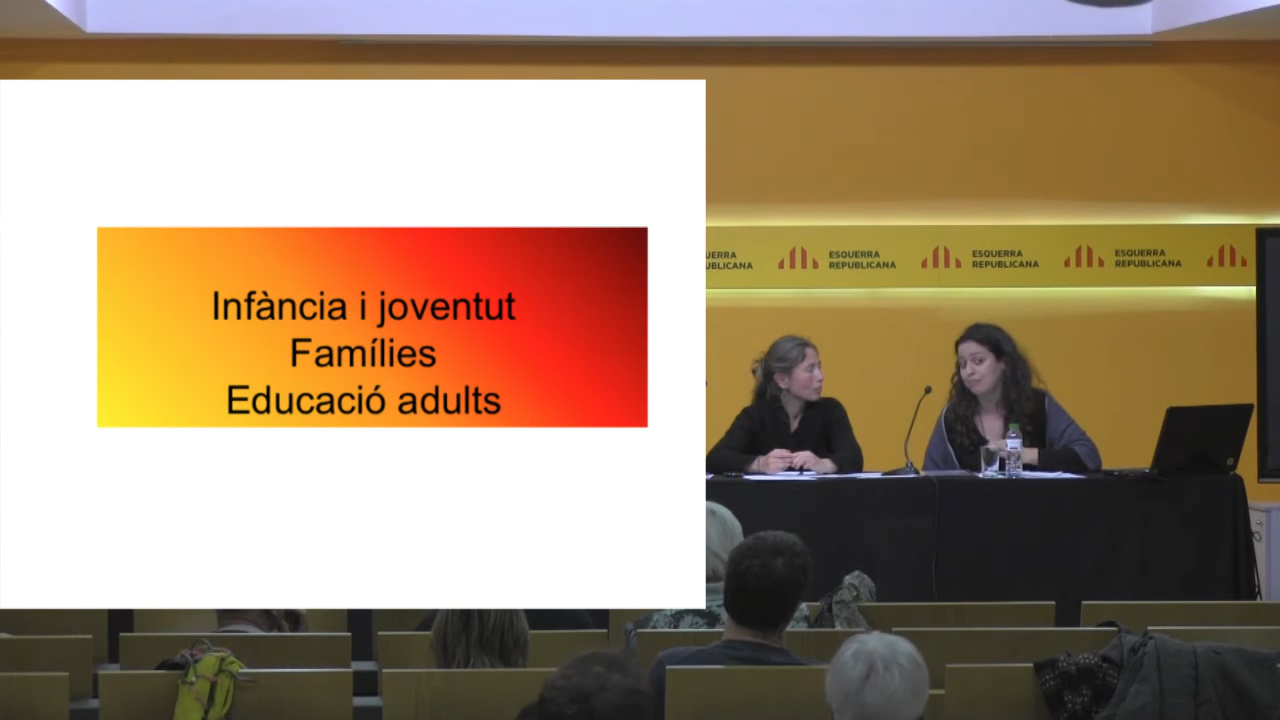 Infància i joventut
Famílies
Educació adults
ESQUERRA
REPUBLICANA
ESQUERRA
REPUBLICANA
ESQUERRA
REPUBLICANA